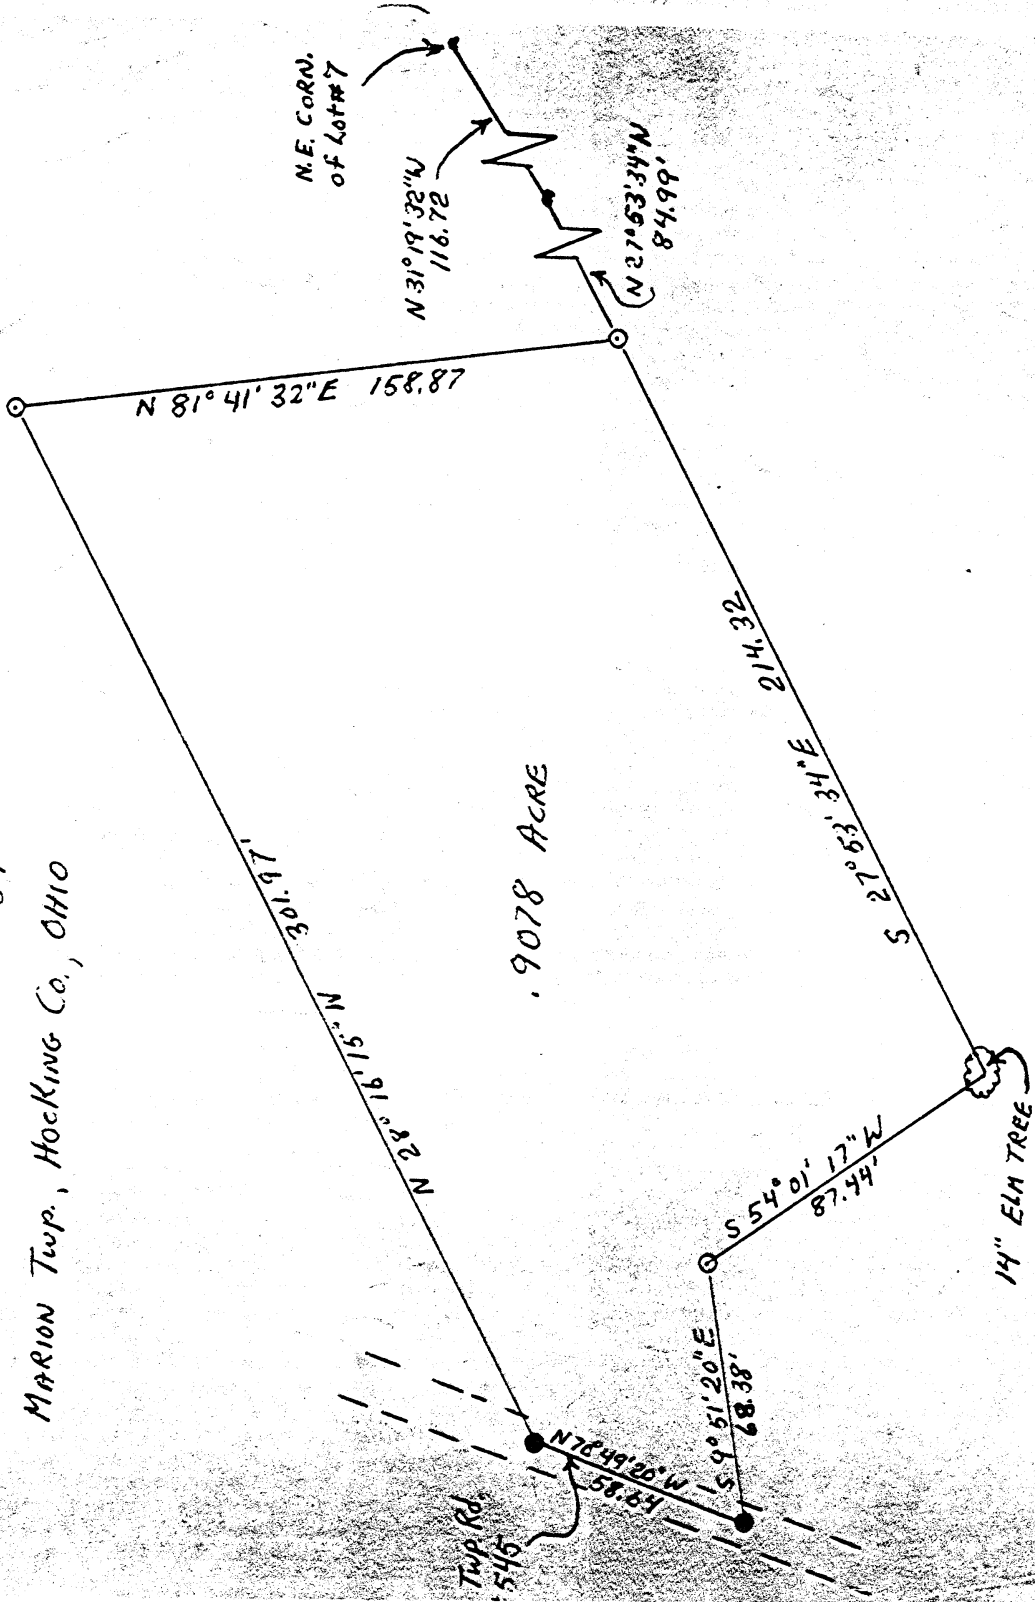 MARION Twp., HOCKING Co., OHIO
N.E. CORN.
of Lot #7
N 31° 19' 32" W
116.72
N 27° 53' 34" W
84.99'
N 81° 41' 32" E 158.87
301.97'
N 28° 16' 15" W
.9078 ACRE
214.32
S 27° 53' 34" E
S 54° 01' 17" W
87.44'
14" ELM TREE
S 9° 51' 20" E
68.38'
N 78° 49' 20" W
58.64
Twp. Rd.
545